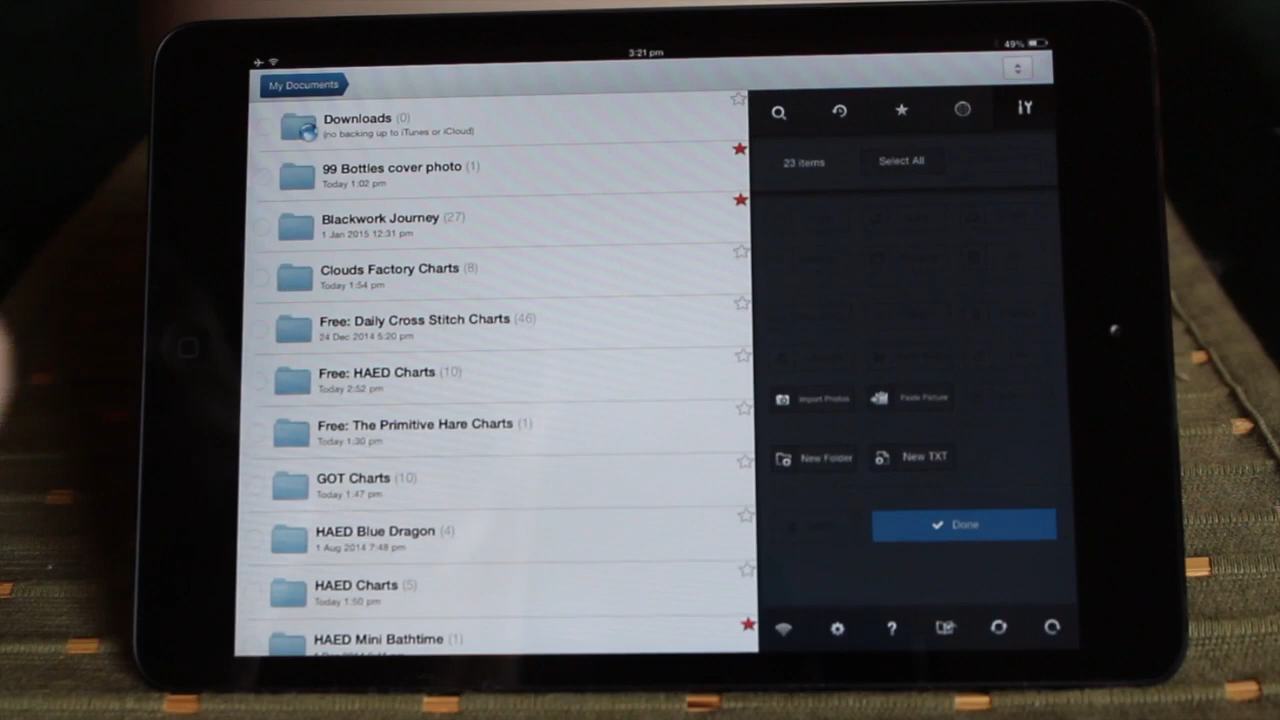 3:21 pm
49%
My Documents
Downloads (0)
(no backing up to iTunes or iCloud)
99 Bottles cover photo (1)
Today 1:02 pm
Blackwork Journey (27)
1 Jan 2015 12:31 pm
Clouds Factory Charts (8)
Today 1:54 pm
Free: Daily Cross Stitch Charts (46)
24 Dec 2014 5:20 pm
Free: HAED Charts (10)
Today 2:52 pm
Free: The Primitive Hare Charts (1)
Today 1:30 pm
GOT Charts (10)
Today 1:47 pm
HAED Blue Dragon (4)
1 Aug 2014 7:48 pm
HAED Charts (5)
Today 1:50 pm
HAED Mini Bathtime (1)
23 items
Select All
Import Photos
Paste Picture
New Folder
New TXT
Done
?